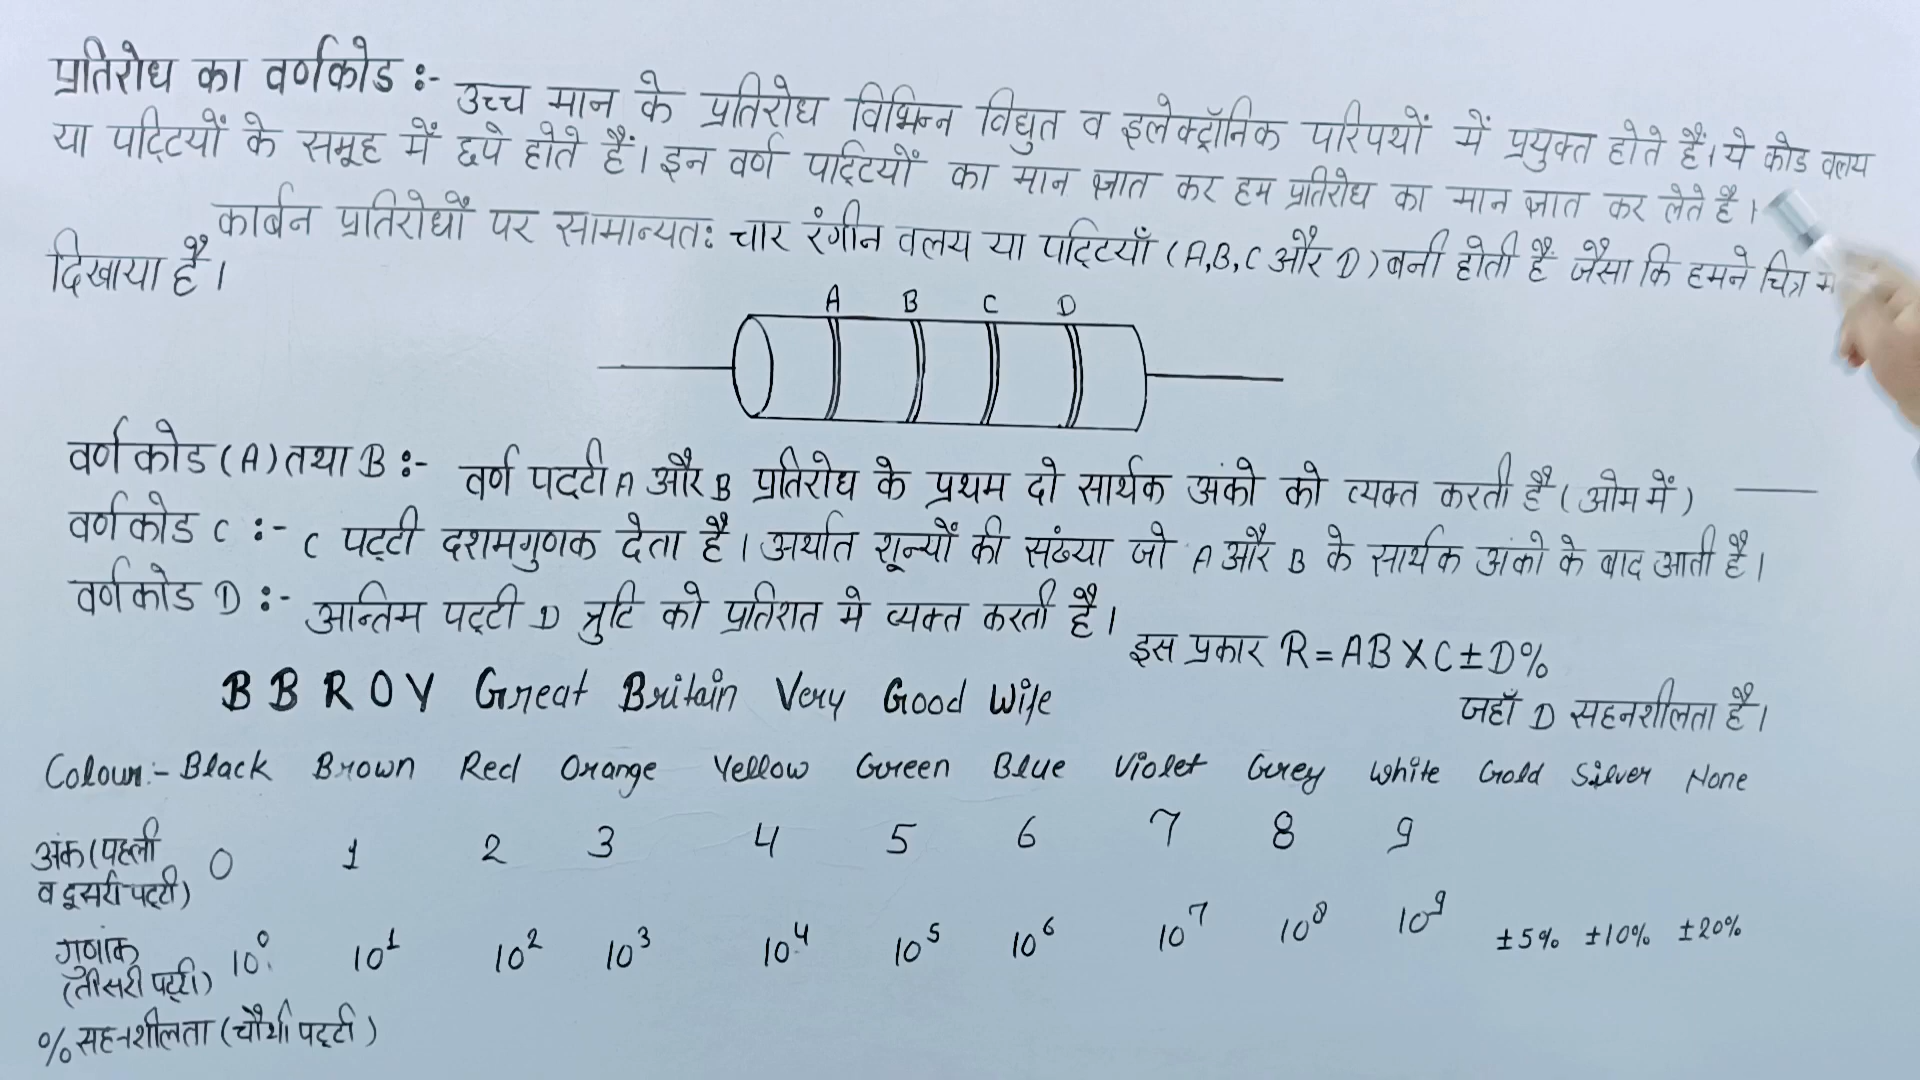 प्रतिरोध का वर्णकोड :- उच्च मान के प्रतिरोध विभिन्न विद्युत व इलेक्ट्रॉनिक परिपथों में प्रयुक्त होते हैं। ये कोड वलय
या पट्टियों के समूह में छपे होते हैं। इन वर्ण पट्टियों का मान ज्ञात कर हम प्रतिरोध का मान ज्ञात कर लेते है।
कार्बन प्रतिरोधों पर सामान्यतः चार रंगीन वलय या पट्टियाँ (A,B,C और D) बनी होती हैं जैसा कि हमने चित्र
दिखाया है।
A B C D
वर्ण कोड (A) तथा B :- वर्ण पट्टी A और B प्रतिरोध के प्रथम दो सार्थक अंको को व्यक्त करती है (ओम में)
वर्ण कोड C :- C पट्टी दशमगुणक देता है। अर्थात शून्यों की संख्या जो A और B के सार्थक अंको के बाद आती है।
वर्ण कोड D :- अन्तिम पट्टी D त्रुटि को प्रतिशत मे व्यक्त करती है।
इस प्रकार R = AB X C ± D%
जहाँ D सहनशीलता है।
B B R O Y Great Britain Very Good Wife
Colour:- Black Brown Red Orange Yellow Green Blue Violet Grey White Gold Silver None
अंक (पहली 0 1 2 3 4 5 6 7 8 9
व दूसरी पट्टी)
गुणांक 10⁰ 10¹ 10² 10³ 10⁴ 10⁵ 10⁶ 10⁷ 10⁸ 10⁹ ±5% ±10% ±20%
(तीसरी पट्टी)
% सहनशीलता (चौथी पट्टी)